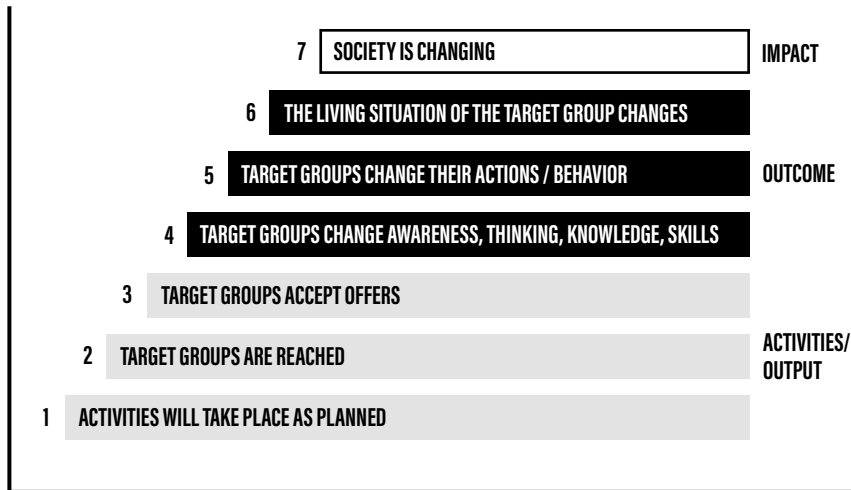 7 SOCIETY IS CHANGING IMPACT
6 THE LIVING SITUATION OF THE TARGET GROUP CHANGES
5 TARGET GROUPS CHANGE THEIR ACTIONS / BEHAVIOR OUTCOME
4 TARGET GROUPS CHANGE AWARENESS, THINKING, KNOWLEDGE, SKILLS
3 TARGET GROUPS ACCEPT OFFERS
2 TARGET GROUPS ARE REACHED ACTIVITIES/
OUTPUT
1 ACTIVITIES WILL TAKE PLACE AS PLANNED